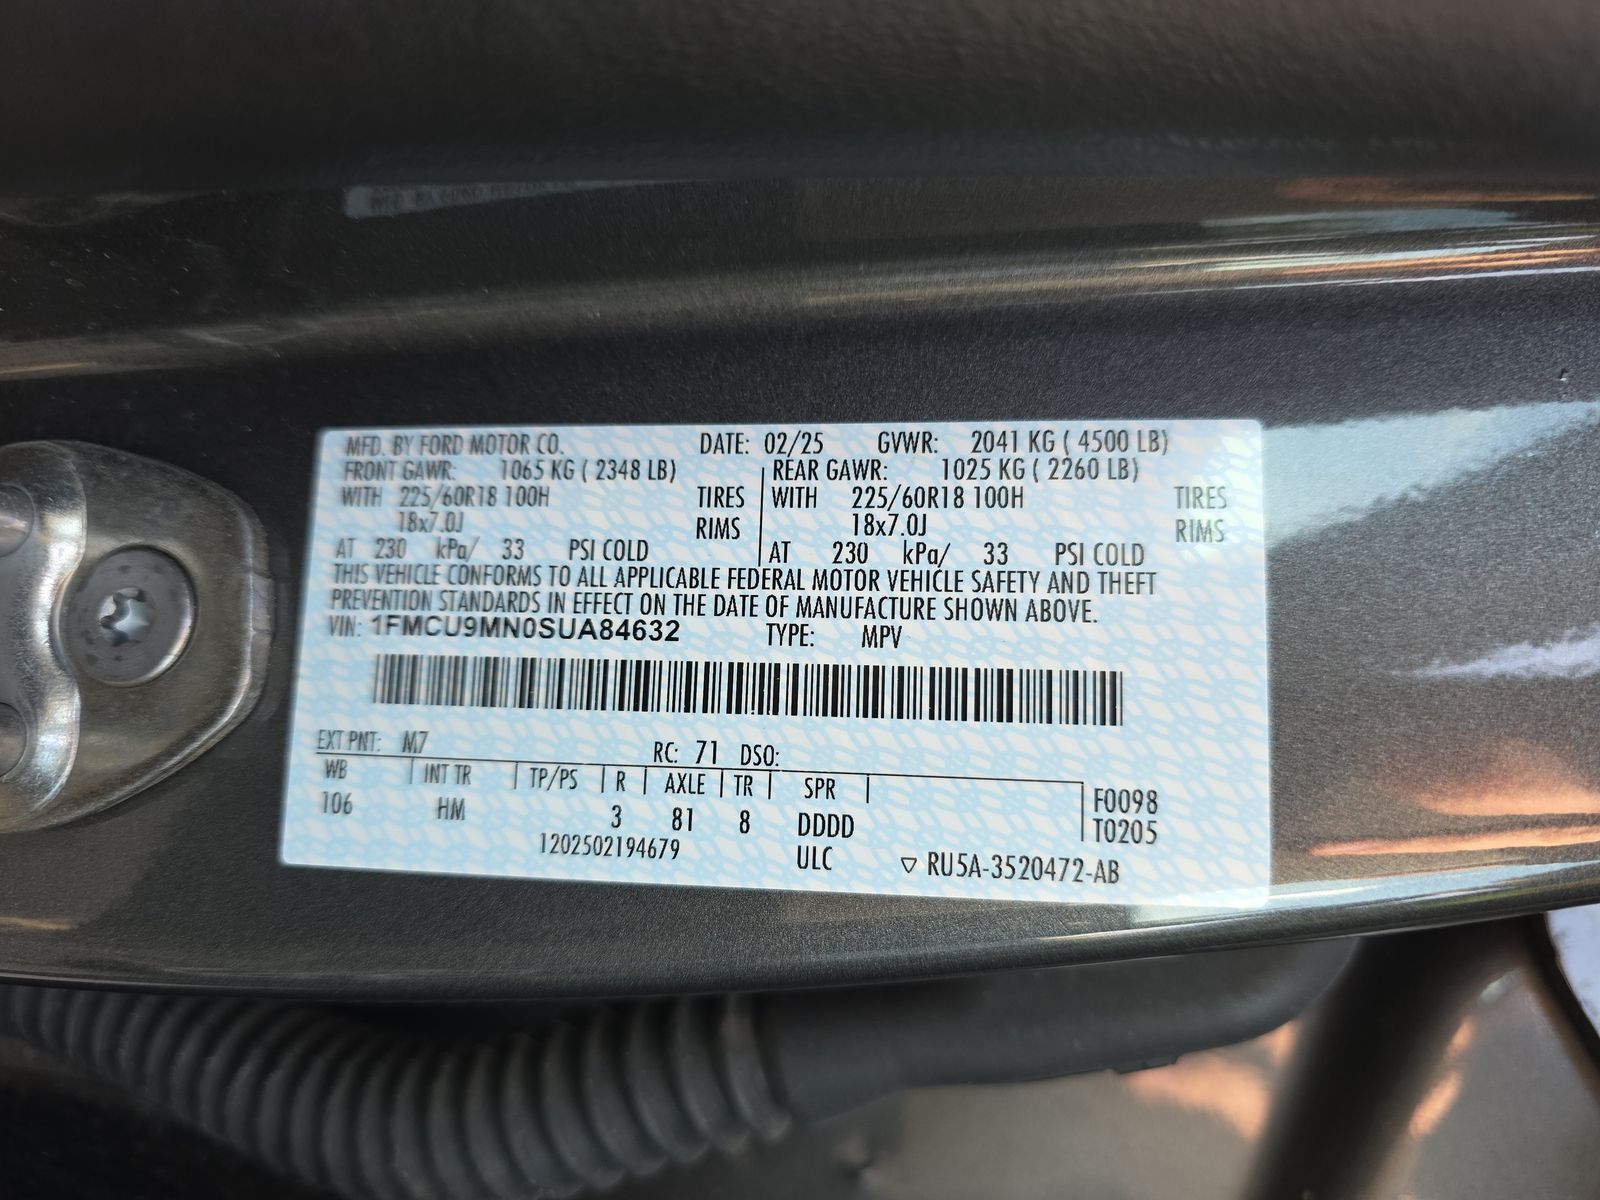 MFD. BY FORD MOTOR CO. DATE: 02/25 GVWR: 2041 KG ( 4500 LB)
FRONT GAWR: 1065 KG ( 2348 LB) REAR GAWR: 1025 KG ( 2260 LB)
WITH 225/60R18 100H TIRES WITH 225/60R18 100H TIRES
18x7.0J RIMS 18x7.0J RIMS
AT 230 kPa/ 33 PSI COLD AT 230 kPa/ 33 PSI COLD
THIS VEHICLE CONFORMS TO ALL APPLICABLE FEDERAL MOTOR VEHICLE SAFETY AND THEFT
PREVENTION STANDARDS IN EFFECT ON THE DATE OF MANUFACTURE SHOWN ABOVE.
VIN: 1FMCU9MN0SUA84632 TYPE: MPV
EXT PNT: M7 RC: 71 DSO:
WB INT TR TP/PS R AXLE TR SPR
106 HM 3 81 8 DDDD
F0098
T0205
1202502194679 ULC ▽ RU5A-3520472-AB